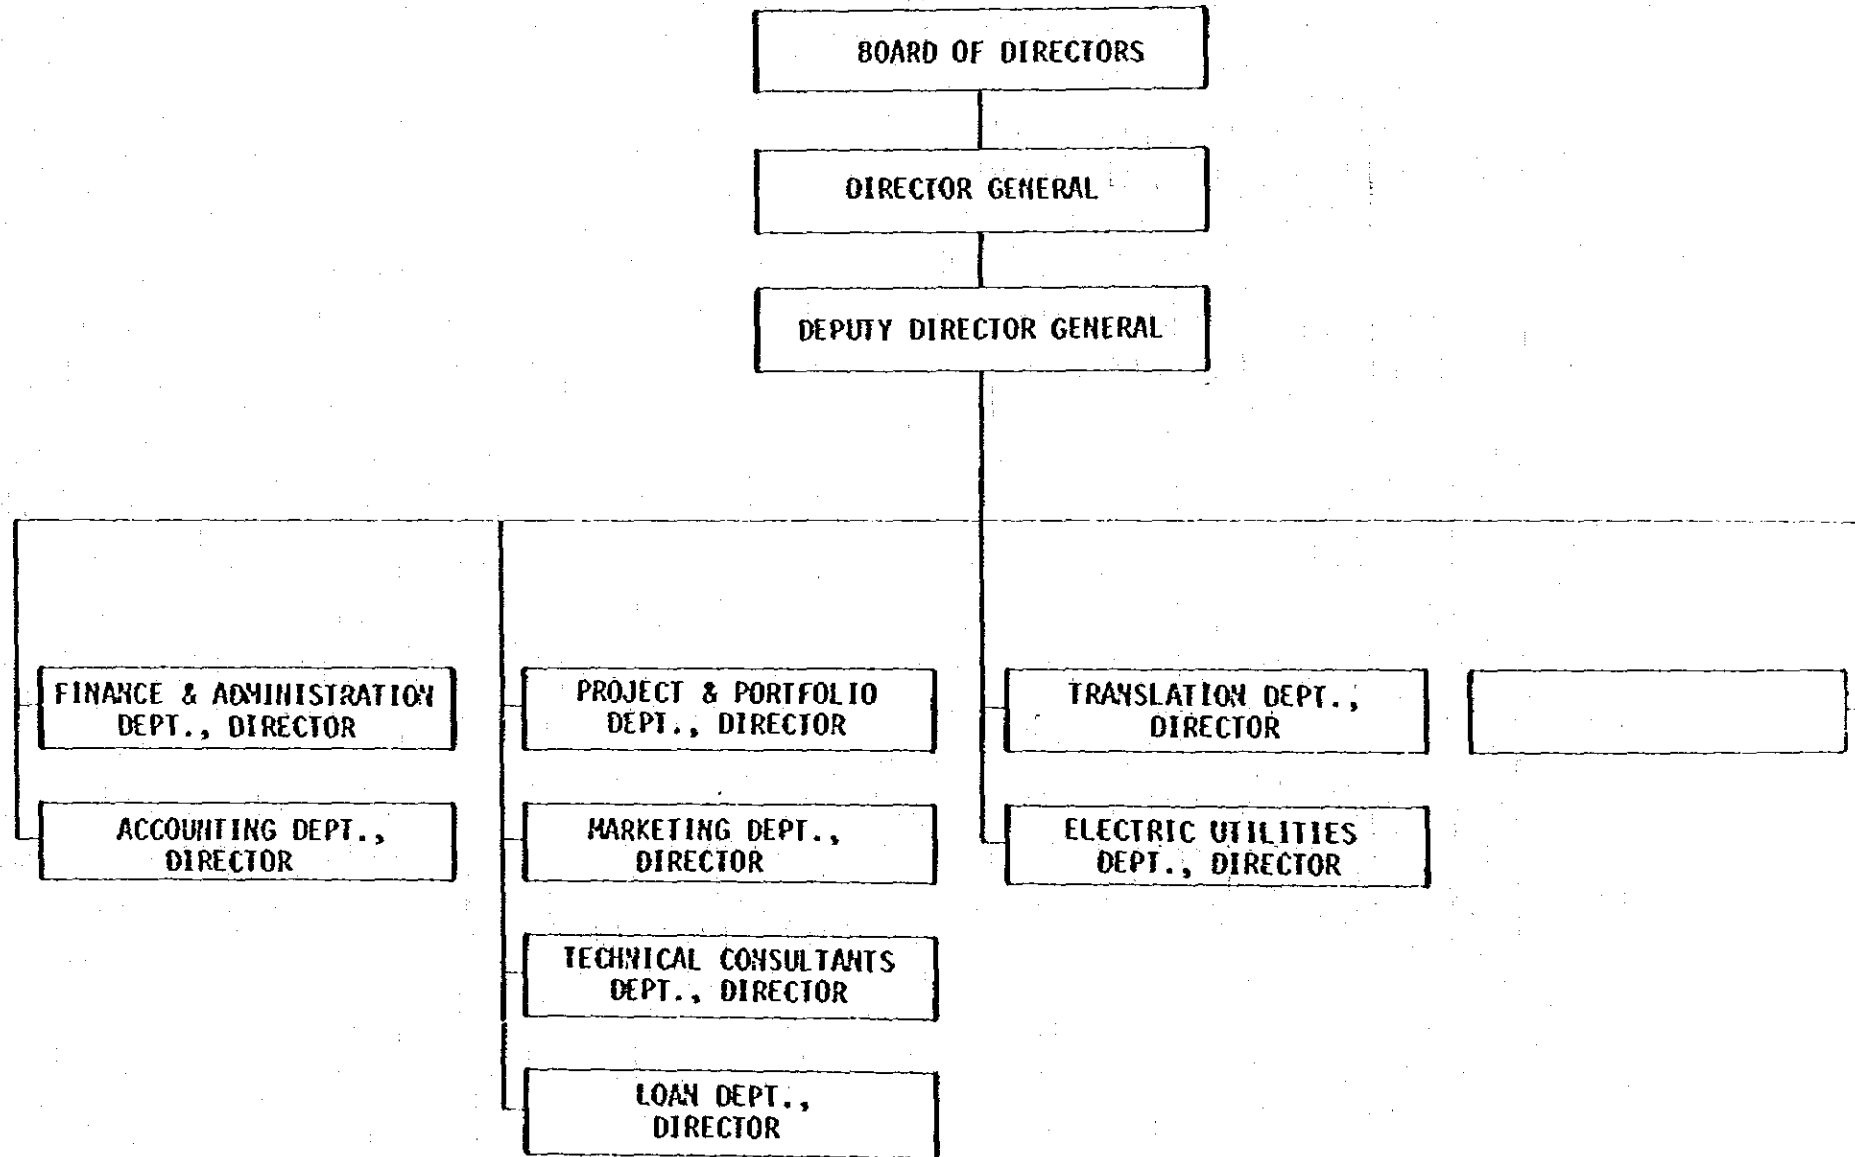 BOARD OF DIRECTORS
DIRECTOR GENERAL
DEPUTY DIRECTOR GENERAL
FINANCE & ADMINISTRATION
DEPT., DIRECTOR
ACCOUNTING DEPT.,
DIRECTOR
PROJECT & PORTFOLIO
DEPT., DIRECTOR
MARKETING DEPT.,
DIRECTOR
TECHNICAL CONSULTANTS
DEPT., DIRECTOR
LOAN DEPT.,
DIRECTOR
TRANSLATION DEPT.,
DIRECTOR
ELECTRIC UTILITIES
DEPT., DIRECTOR